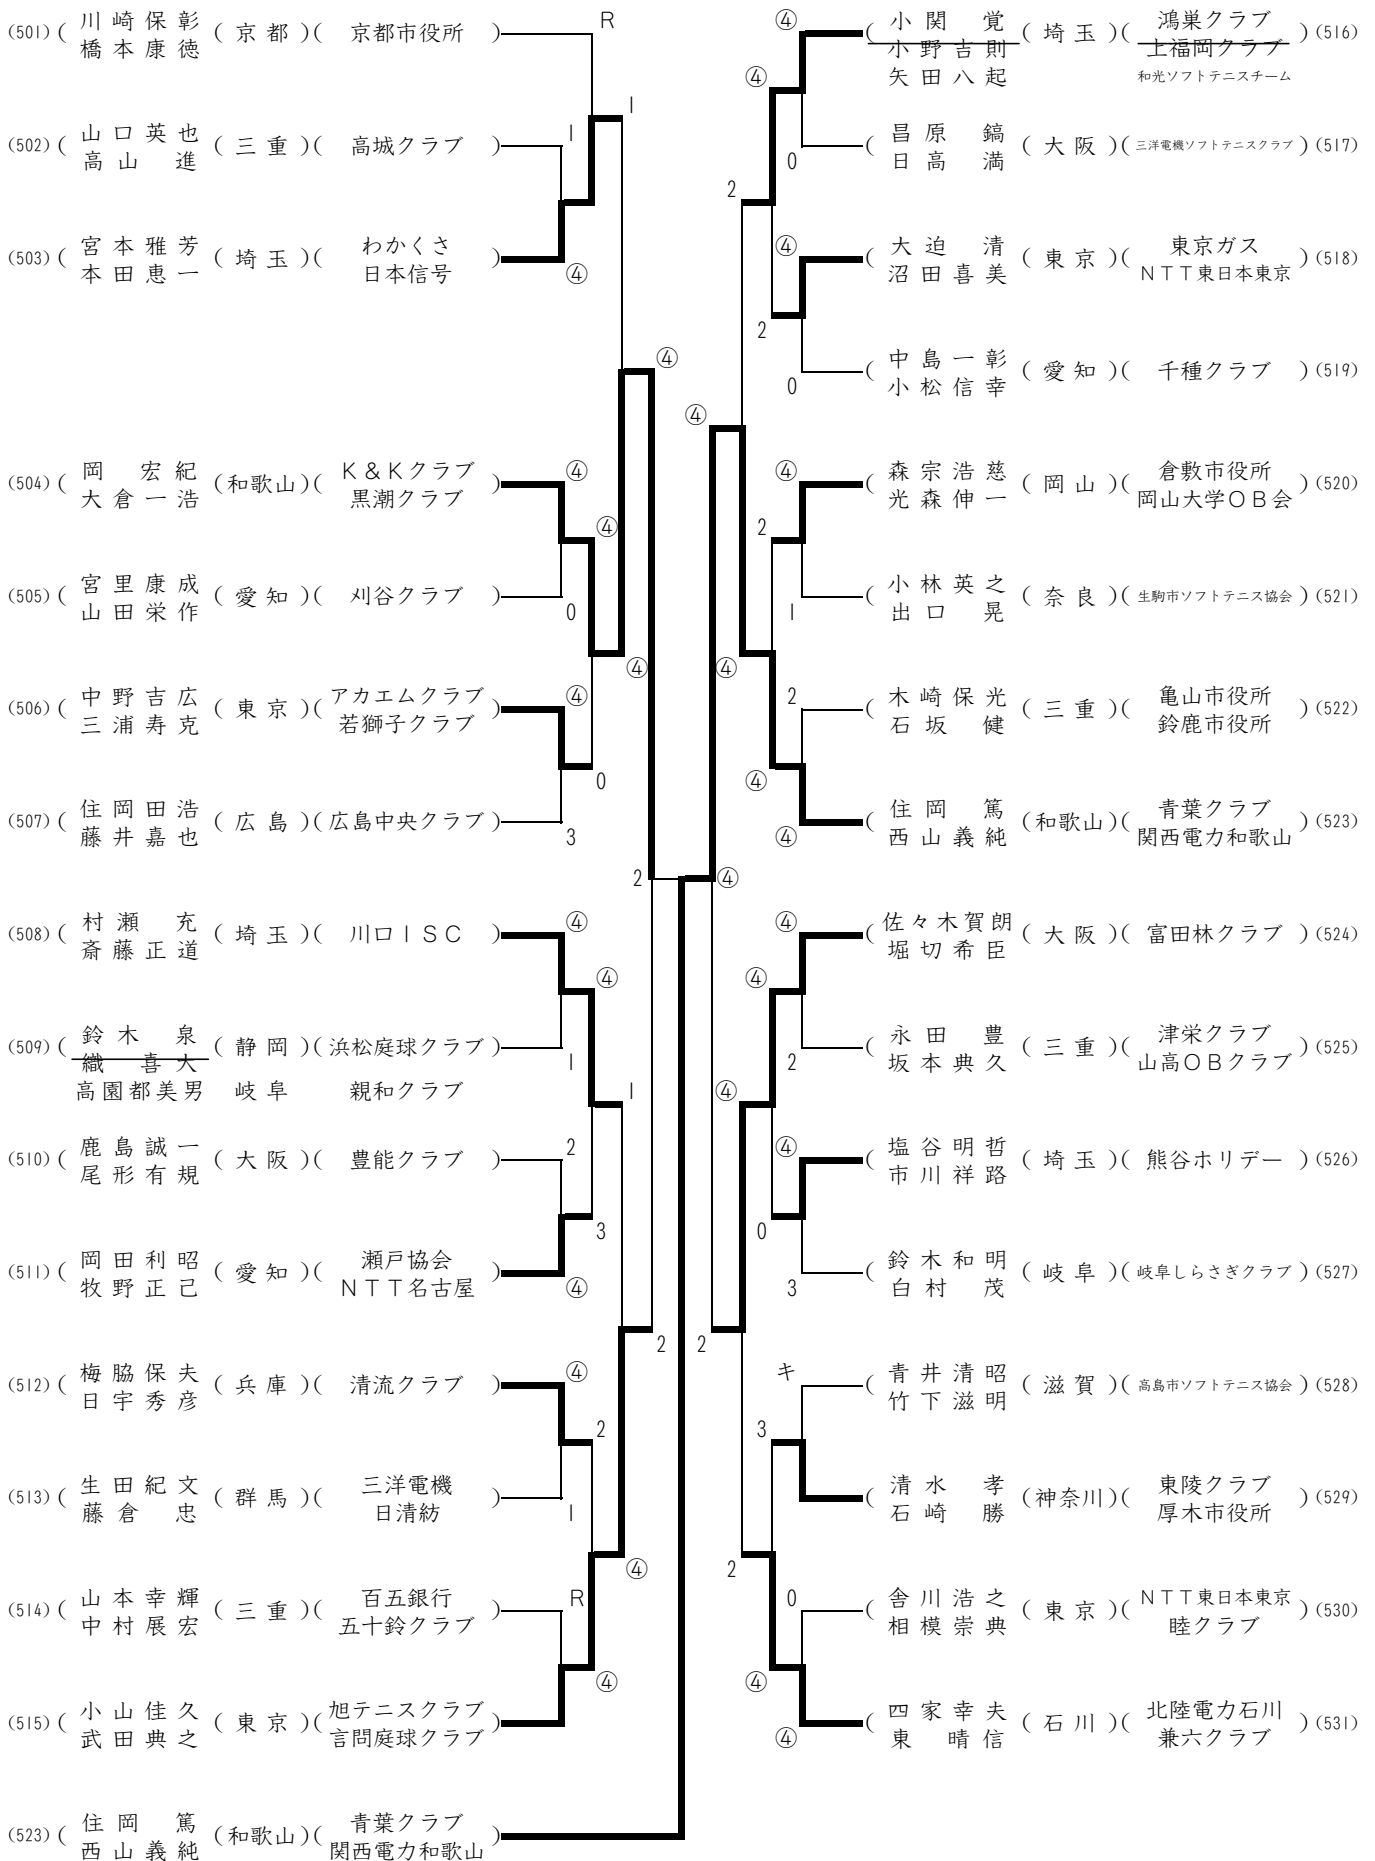 (501) ( 川崎保彰 橋本康徳 ( 京都 )( 京都市役所 )
R
1
(502) ( 山口英也 高山 進 ( 三重 )( 高城クラブ )
1
(503) ( 宮本雅芳 本田恵一 ( 埼玉 )( わかくさ 日本信号 )
④
④
(504) ( 岡 宏紀 大倉一浩 (和歌山)( K&Kクラブ 黒潮クラブ )
④
④
(505) ( 宮里康成 山田栄作 ( 愛知 )( 刈谷クラブ )
0
④
(506) ( 中野吉広 三浦寿克 ( 東京 )( アカエムクラブ 若獅子クラブ )
④
0
(507) ( 住岡田浩 藤井嘉也 ( 広島 )( 広島中央クラブ )
3
2
(508) ( 村瀬 充 斎藤正道 ( 埼玉 )( 川口ISC )
④
④
(509) ( 鈴木 泉 織 喜大 ( 静岡 )( 浜松庭球クラブ )
高園都美男 岐阜 親和クラブ
1
1
(510) ( 鹿島誠一 尾形有規 ( 大阪 )( 豊能クラブ )
2
3
(511) ( 岡田利昭 牧野正己 ( 愛知 )( 瀬戸協会 NTT名古屋 )
④
2
(512) ( 梅脇保夫 日宇秀彦 ( 兵庫 )( 清流クラブ )
④
2
(513) ( 生田紀文 藤倉 忠 ( 群馬 )( 三洋電機 日清紡 )
1
④
(514) ( 山本幸輝 中村展宏 ( 三重 )( 百五銀行 五十鈴クラブ )
R
④
(515) ( 小山佳久 武田典之 ( 東京 )( 旭テニスクラブ 言問庭球クラブ )
(523) ( 住岡 篤 西山義純 (和歌山)( 青葉クラブ 関西電力和歌山 )
④
( 小関 覚 小野吉則 ( 埼玉 )( 鴻巣クラブ 上福岡クラブ ) (516)
矢田八起 和光ソフトテニスチーム
④
( 昌原 鎬 日高 満 ( 大阪 )( 三洋電機ソフトテニスクラブ ) (517)
0
2
④
( 大迫 清 沼田喜美 ( 東京 )( 東京ガス NTT東日本東京 ) (518)
2
( 中島一彰 小松信幸 ( 愛知 )( 千種クラブ ) (519)
0
④
④
( 森宗浩慈 光森伸一 ( 岡山 )( 倉敷市役所 岡山大学OB会 ) (520)
2
( 小林英之 出口 晃 ( 奈良 )( 生駒市ソフトテニス協会 ) (521)
1
④
2
( 木崎保光 石坂 健 ( 三重 )( 亀山市役所 鈴鹿市役所 ) (522)
④
( 住岡 篤 西山義純 (和歌山)( 青葉クラブ 関西電力和歌山 ) (523)
④
④
④
( 佐々木賀朗 堀切希臣 ( 大阪 )( 富田林クラブ ) (524)
④
( 永田 豊 坂本典久 ( 三重 )( 津栄クラブ 山高OBクラブ ) (525)
2
④
④
( 塩谷明哲 市川祥路 ( 埼玉 )( 熊谷ホリデー ) (526)
0
( 鈴木和明 白村 茂 ( 岐阜 )( 岐阜しらさぎクラブ ) (527)
3
2
キ
( 青井清昭 竹下滋明 ( 滋賀 )( 高島市ソフトテニス協会 ) (528)
3
( 清水 孝 石崎 勝 (神奈川)( 東陵クラブ 厚木市役所 ) (529)
2
0
( 舎川浩之 相模崇典 ( 東京 )( NTT東日本東京 睦クラブ ) (530)
④
( 四家幸夫 東 晴信 ( 石川 )( 北陸電力石川 兼六クラブ ) (531)
④